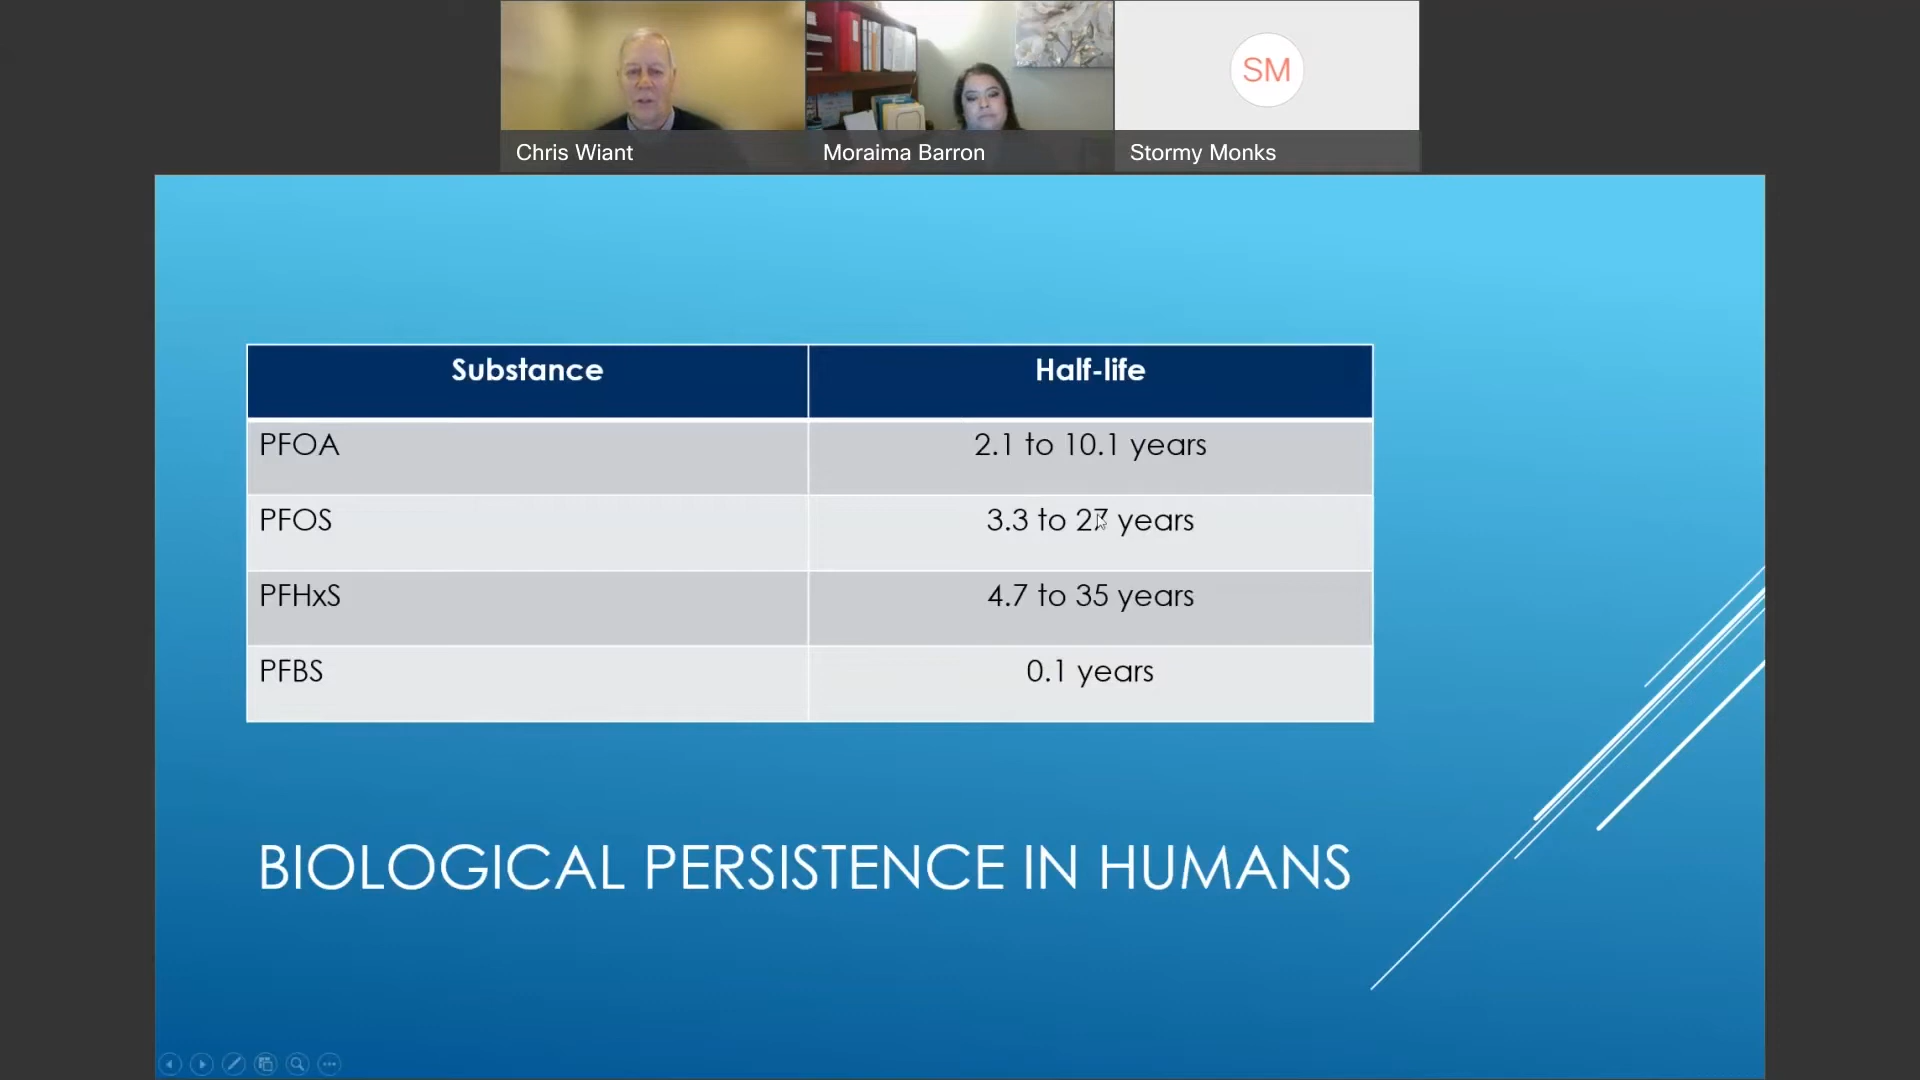 SM
Chris Wiant
Moraima Barron
Stormy Monks
Substance Half-life
PFOA 2.1 to 10.1 years
PFOS 3.3 to 27 years
PFHxS 4.7 to 35 years
PFBS 0.1 years
BIOLOGICAL PERSISTENCE IN HUMANS